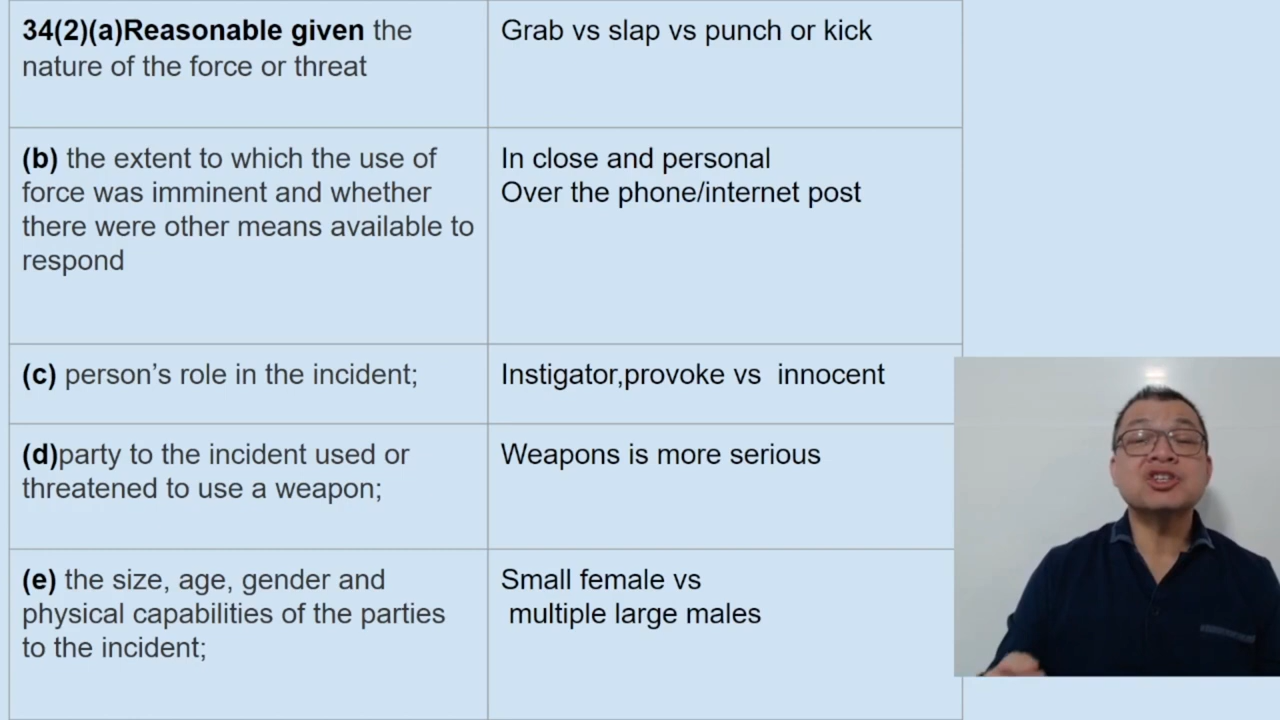 34(2)(a)Reasonable given the
nature of the force or threat
Grab vs slap vs punch or kick
(b) the extent to which the use of
force was imminent and whether
there were other means available to
respond
In close and personal
Over the phone/internet post
(c) person’s role in the incident;
Instigator,provoke vs  innocent
(d)party to the incident used or
threatened to use a weapon;
Weapons is more serious
(e) the size, age, gender and
physical capabilities of the parties
to the incident;
Small female vs
multiple large males